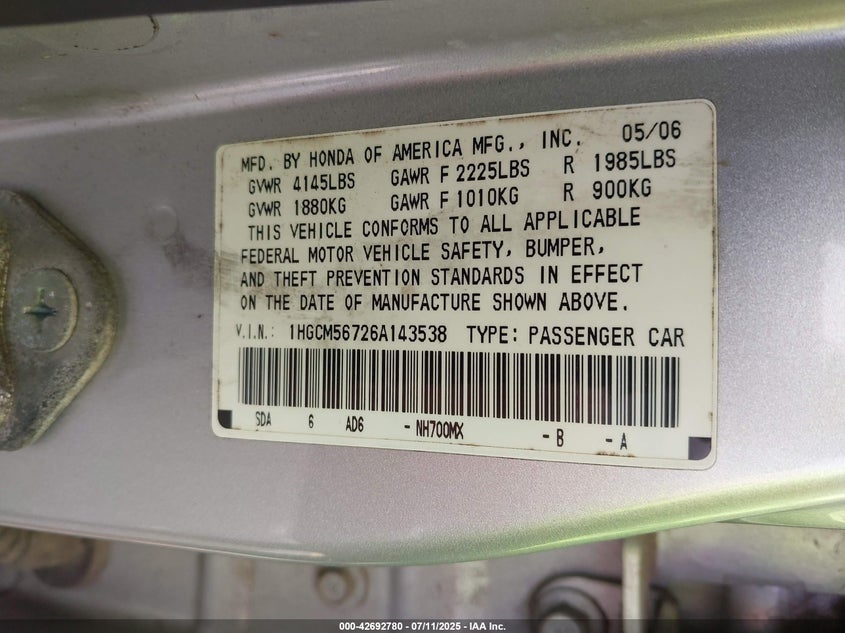 MFD. BY HONDA OF AMERICA MFG., INC. 05/06
GVWR 4145LBS GAWR F 2225LBS R 1985LBS
GVWR 1880KG GAWR F 1010KG R 900KG
THIS VEHICLE CONFORMS TO ALL APPLICABLE
FEDERAL MOTOR VEHICLE SAFETY, BUMPER,
AND THEFT PREVENTION STANDARDS IN EFFECT
ON THE DATE OF MANUFACTURE SHOWN ABOVE.
V.I.N.: 1HGCM56726A143538 TYPE: PASSENGER CAR
SDA 6 AD6 - NH700MX - B - A
000-42692780 - 07/11/2025 - IAA Inc.